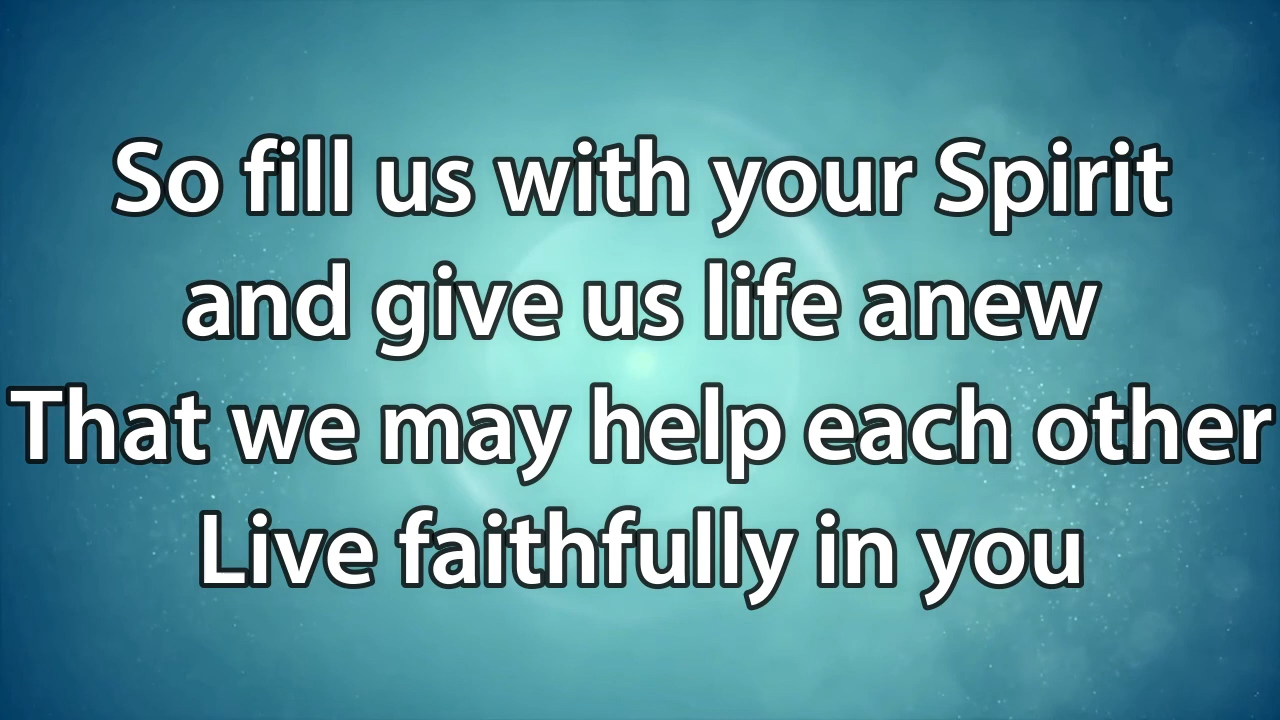 So fill us with your Spirit
and give us life anew
That we may help each other
Live faithfully in you